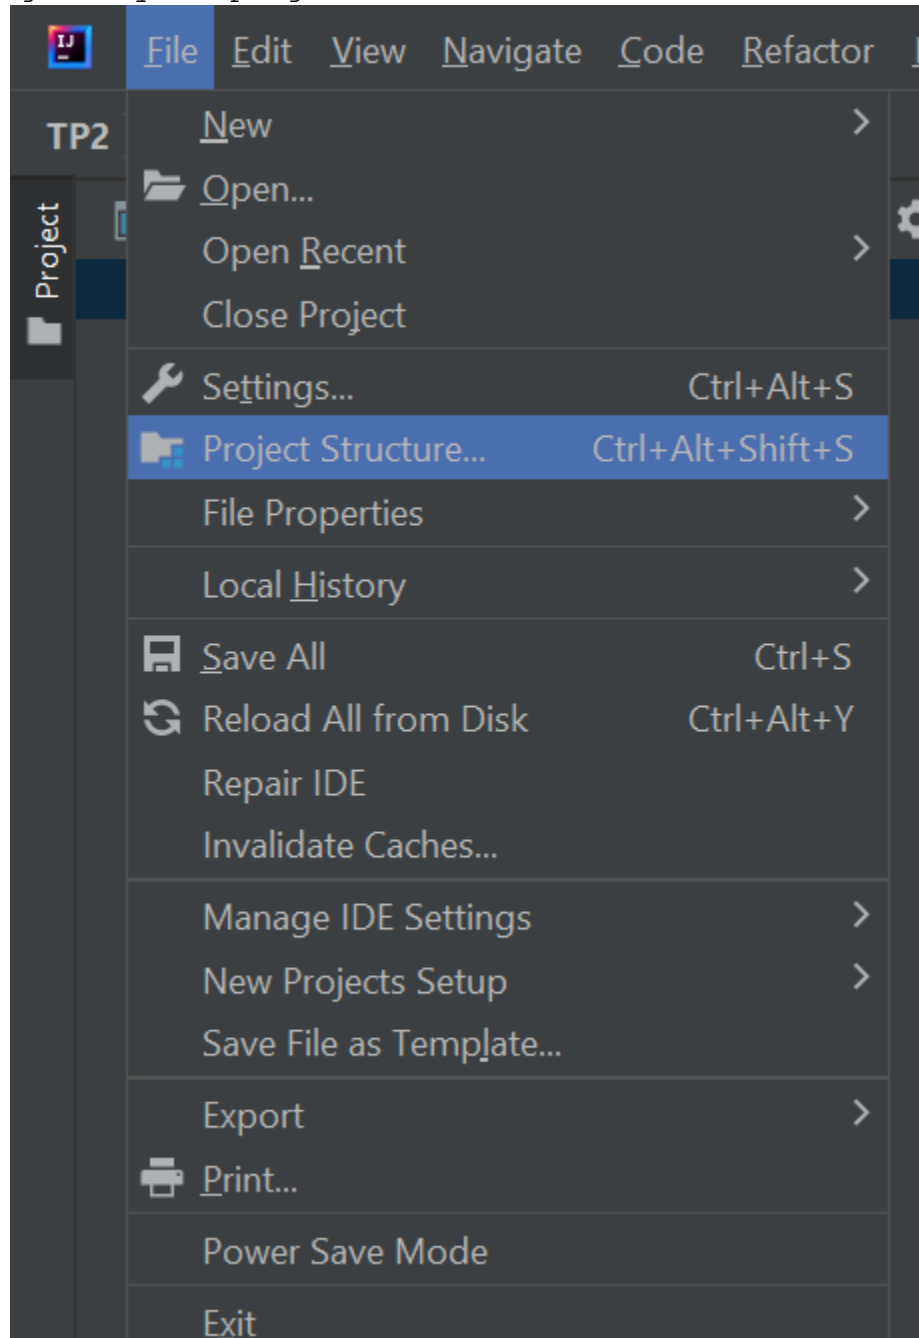 IJ
File Edit View Navigate Code Refactor
TP2
Project
New
Open...
Open Recent
Close Project
Settings... Ctrl+Alt+S
Project Structure... Ctrl+Alt+Shift+S
File Properties
Local History
Save All Ctrl+S
Reload All from Disk Ctrl+Alt+Y
Repair IDE
Invalidate Caches...
Manage IDE Settings
New Projects Setup
Save File as Template...
Export
Print...
Power Save Mode
Exit